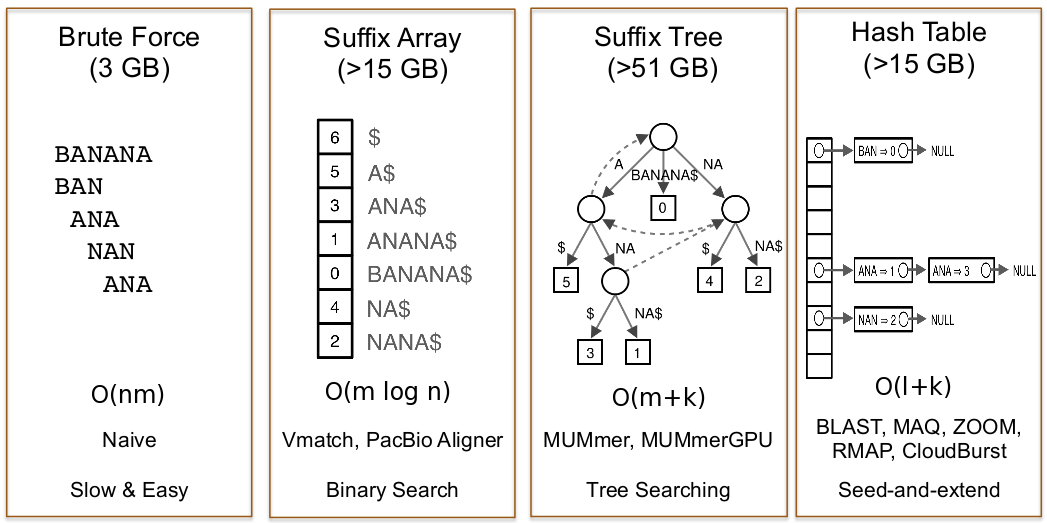 Brute Force
(3 GB)
BANANA
BAN
ANA
NAN
ANA
O(nm)
Naive
Slow & Easy
Suffix Array
(>15 GB)
6 $
5 A$
3 ANA$
1 ANANA$
0 BANANA$
4 NA$
2 NANA$
O(m log n)
Vmatch, PacBio Aligner
Binary Search
Suffix Tree
(>51 GB)
A
BANANA$
NA
0
$
NA
$
NA$
5
4
2
$
NA$
3
1
O(m+k)
MUMmer, MUMmerGPU
Tree Searching
Hash Table
(>15 GB)
BAN ⇒ 0 NULL
ANA ⇒ 1 ANA ⇒ 3 NULL
NAN ⇒ 2 NULL
O(l+k)
BLAST, MAQ, ZOOM,
RMAP, CloudBurst
Seed-and-extend